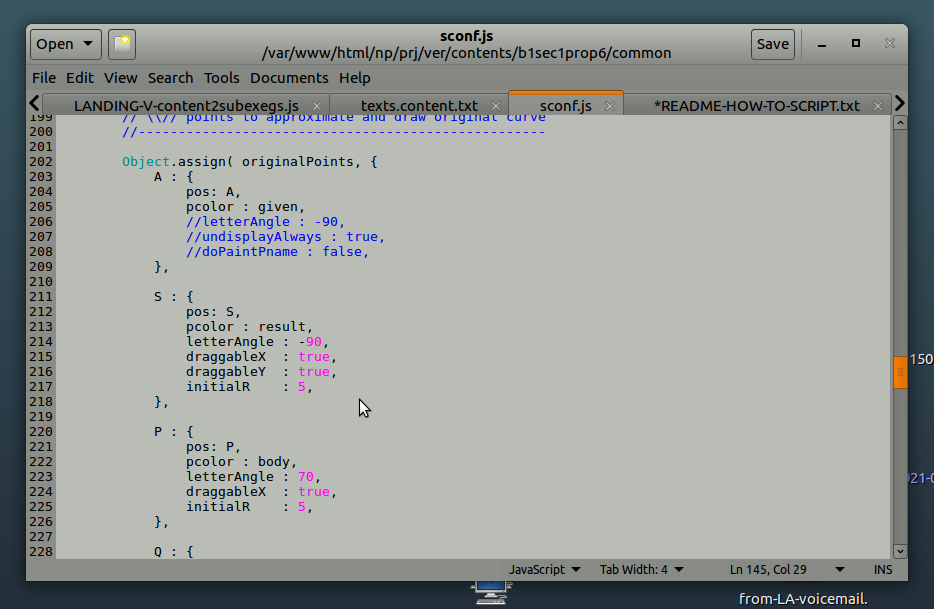 Open
sconf.js
/var/www/html/np/prj/ver/contents/b1sec1prop6/common
Save
File Edit View Search Tools Documents Help
LANDING-V-content2subexegs.js
texts.content.txt
sconf.js
*README-HOW-TO-SCRIPT.txt
199 // \\// points to approximate and draw original curve
200 //---------------------------------------------------
201
202 Object.assign( originalPoints, {
203 A : {
204 pos: A,
205 pcolor : given,
206 //letterAngle : -90,
207 //undisplayAlways : true,
208 //doPaintPname : false,
209 },
210
211 S : {
212 pos: S,
213 pcolor : result,
214 letterAngle : -90,
215 draggableX  : true,
216 draggableY  : true,
217 initialR    : 5,
218 },
219
220 P : {
221 pos: P,
222 pcolor : body,
223 letterAngle : 70,
224 draggableX  : true,
225 initialR    : 5,
226 },
227
228 Q : {
JavaScript Tab Width: 4 Ln 145, Col 29 INS
150
from-LA-voicemail.